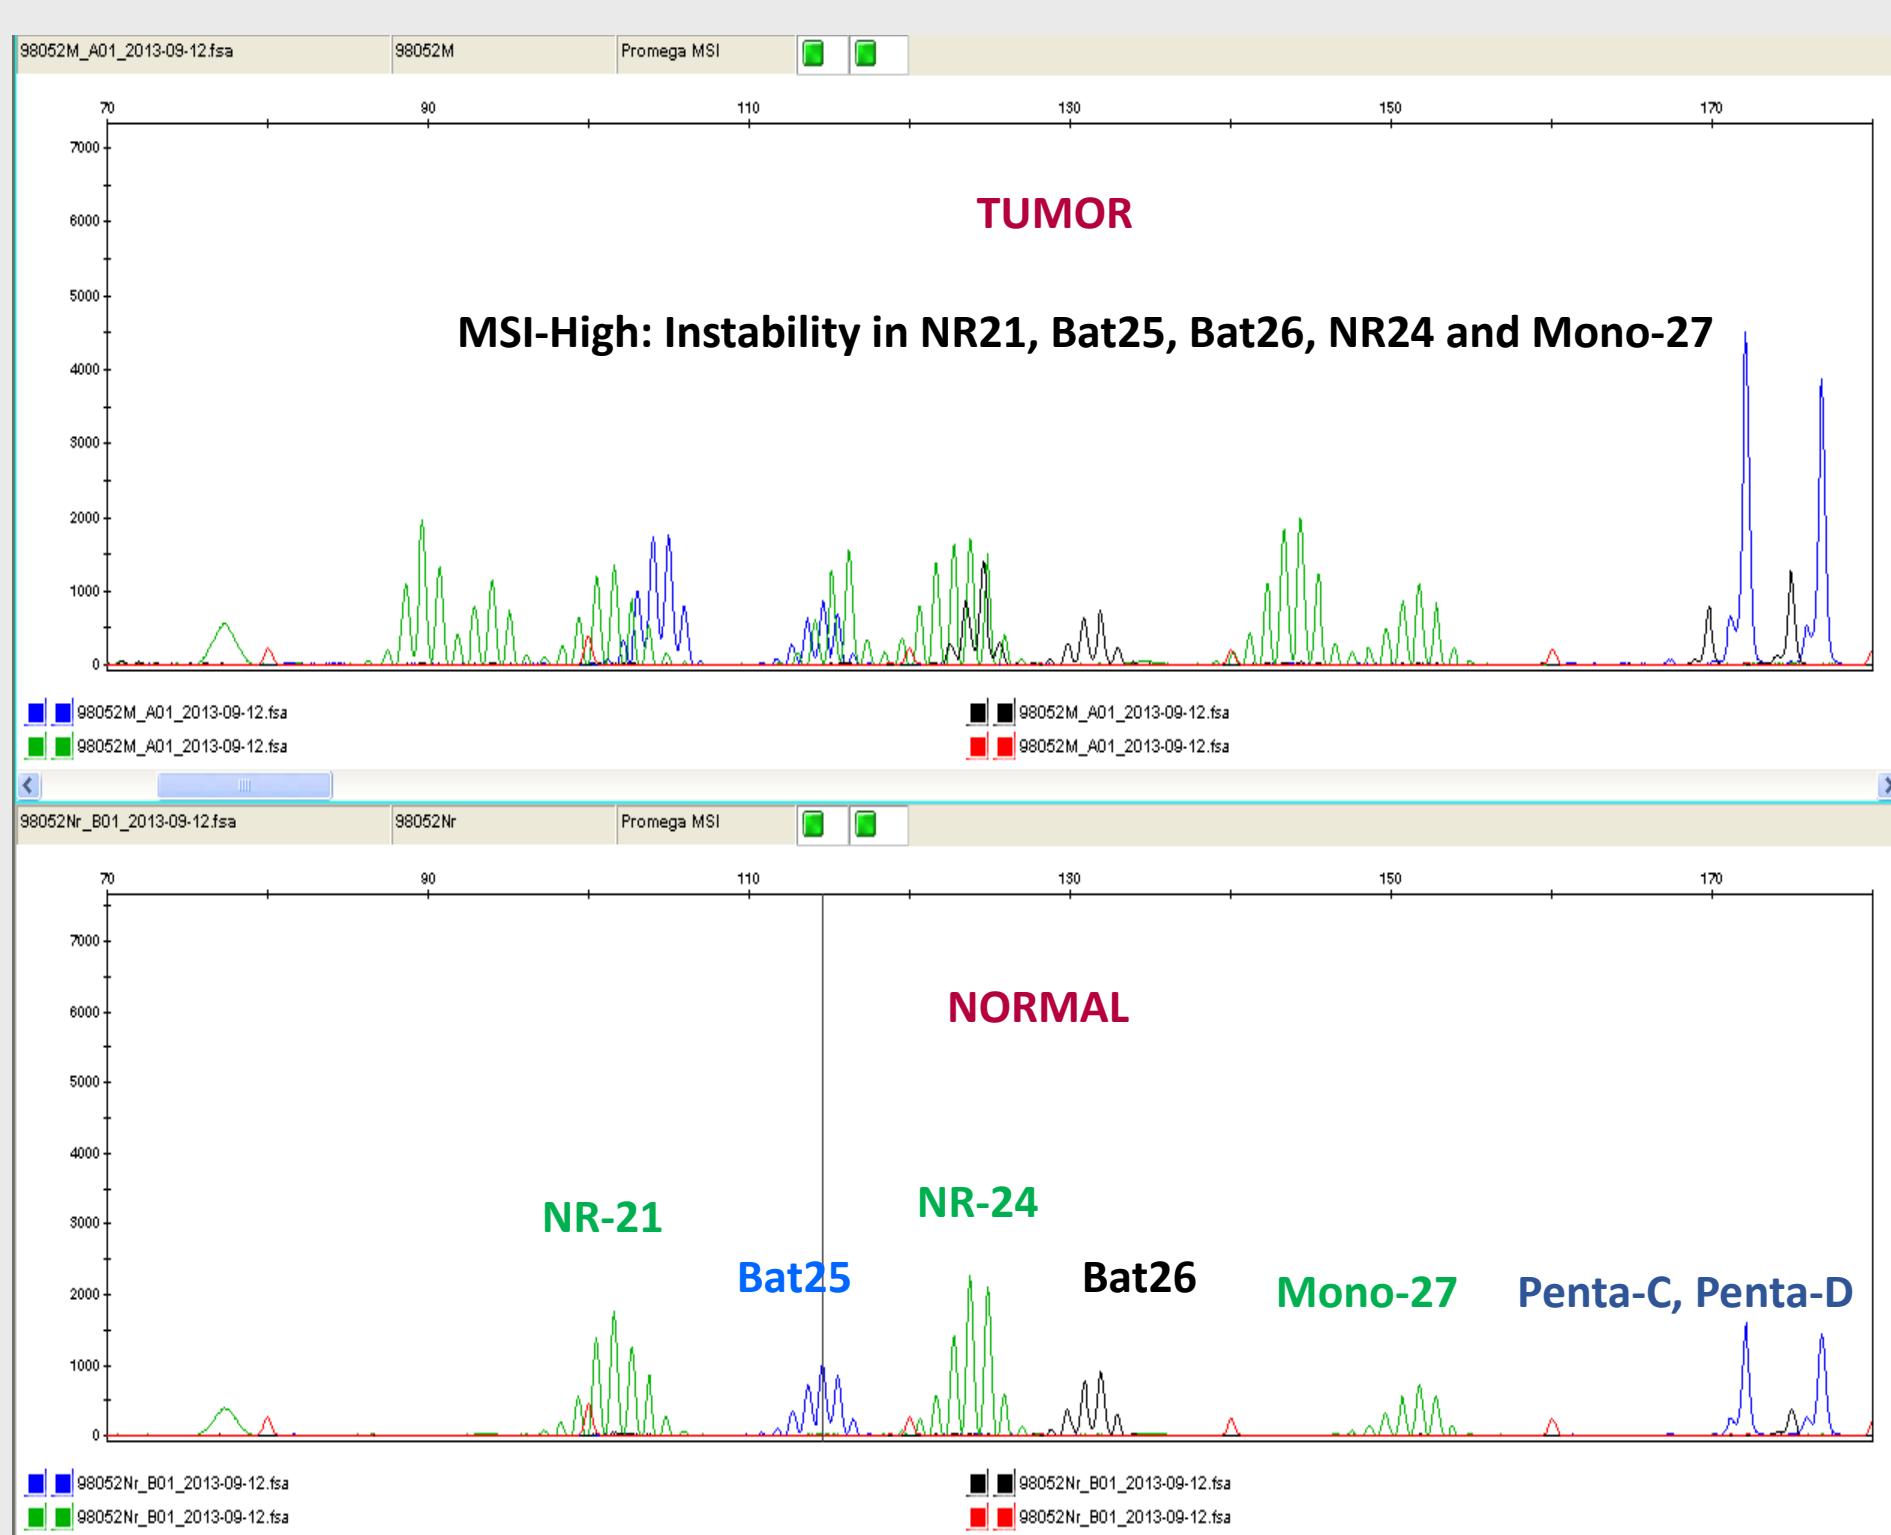 98052M_A01_2013-09-12.fsa 98052M Promega MSI
70 90 110 130 150 170
7000
6000
5000
4000
3000
2000
1000
0
TUMOR
MSI-High: Instability in NR21, Bat25, Bat26, NR24 and Mono-27
98052M_A01_2013-09-12.fsa 98052M_A01_2013-09-12.fsa
98052M_A01_2013-09-12.fsa 98052M_A01_2013-09-12.fsa
98052Nr_B01_2013-09-12.fsa 98052Nr Promega MSI
70 90 110 130 150 170
7000
6000
5000
4000
3000
2000
1000
0
NORMAL
NR-21 NR-24
Bat25 Bat26 Mono-27 Penta-C, Penta-D
98052Nr_B01_2013-09-12.fsa 98052Nr_B01_2013-09-12.fsa
98052Nr_B01_2013-09-12.fsa 98052Nr_B01_2013-09-12.fsa